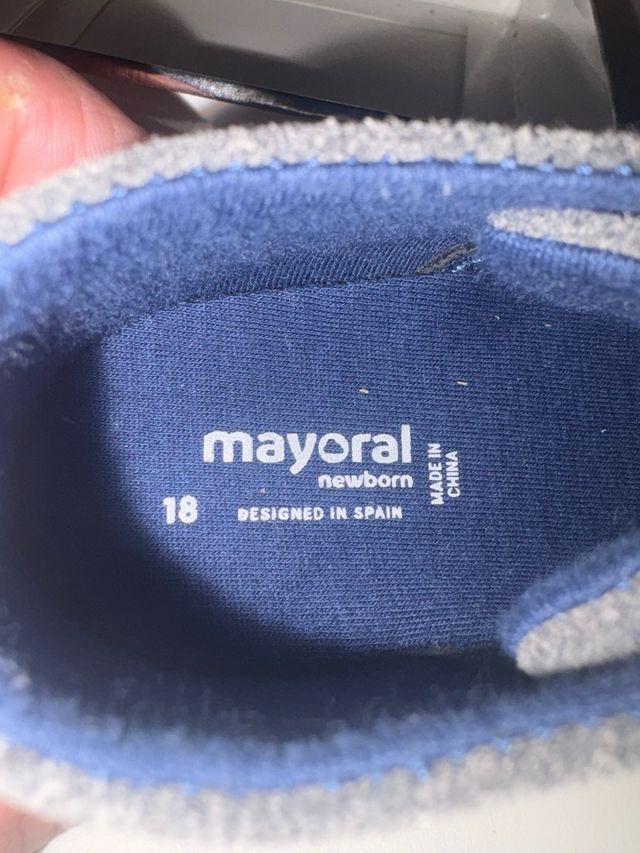 mayoral
newborn
MADE IN
CHINA
18
DESIGNED IN SPAIN